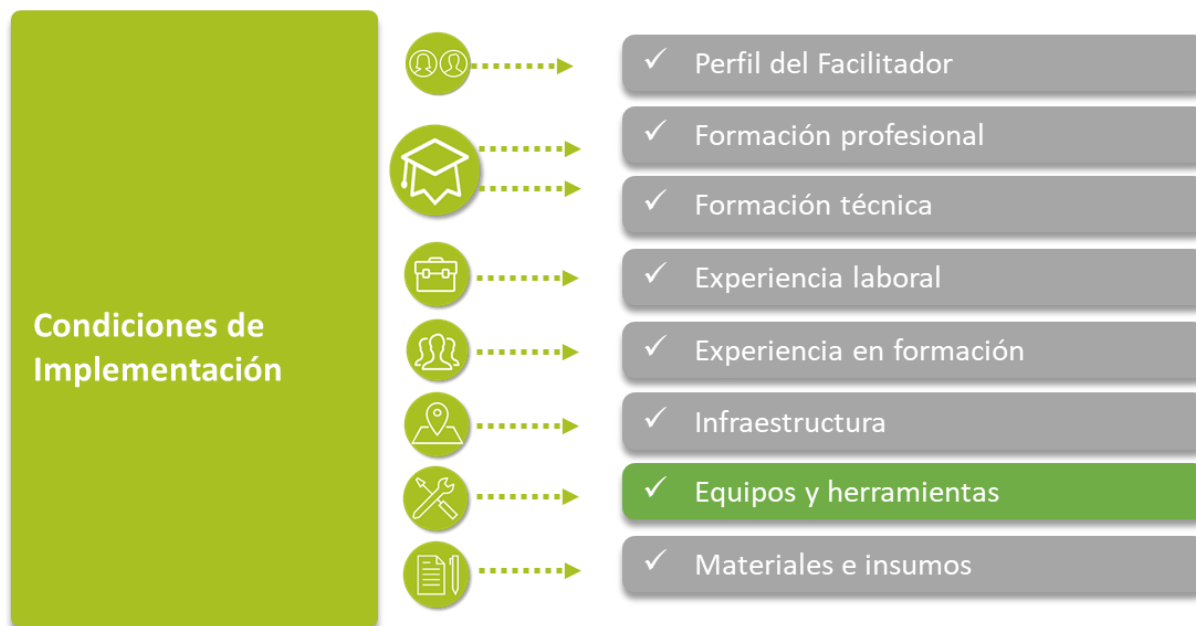 Condiciones de
Implementación
✓ Perfil del Facilitador
✓ Formación profesional
✓ Formación técnica
✓ Experiencia laboral
✓ Experiencia en formación
✓ Infraestructura
✓ Equipos y herramientas
✓ Materiales e insumos